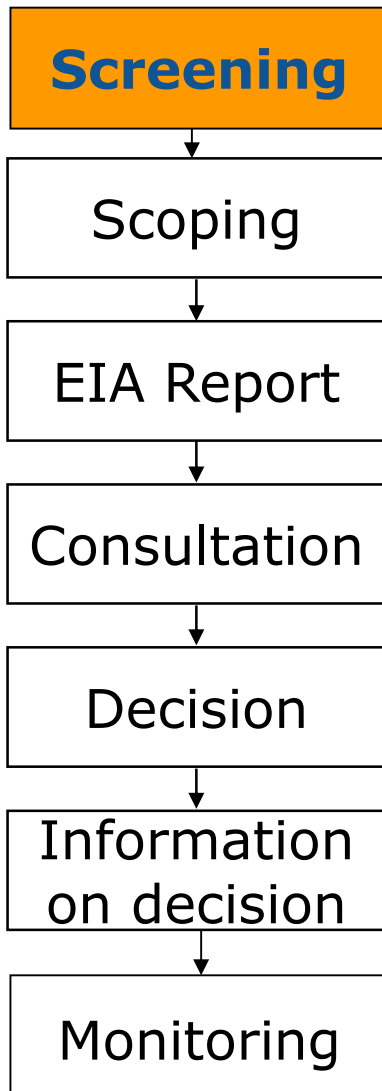 Screening
Scoping
EIA Report
Consultation
Decision
Information
on decision
Monitoring